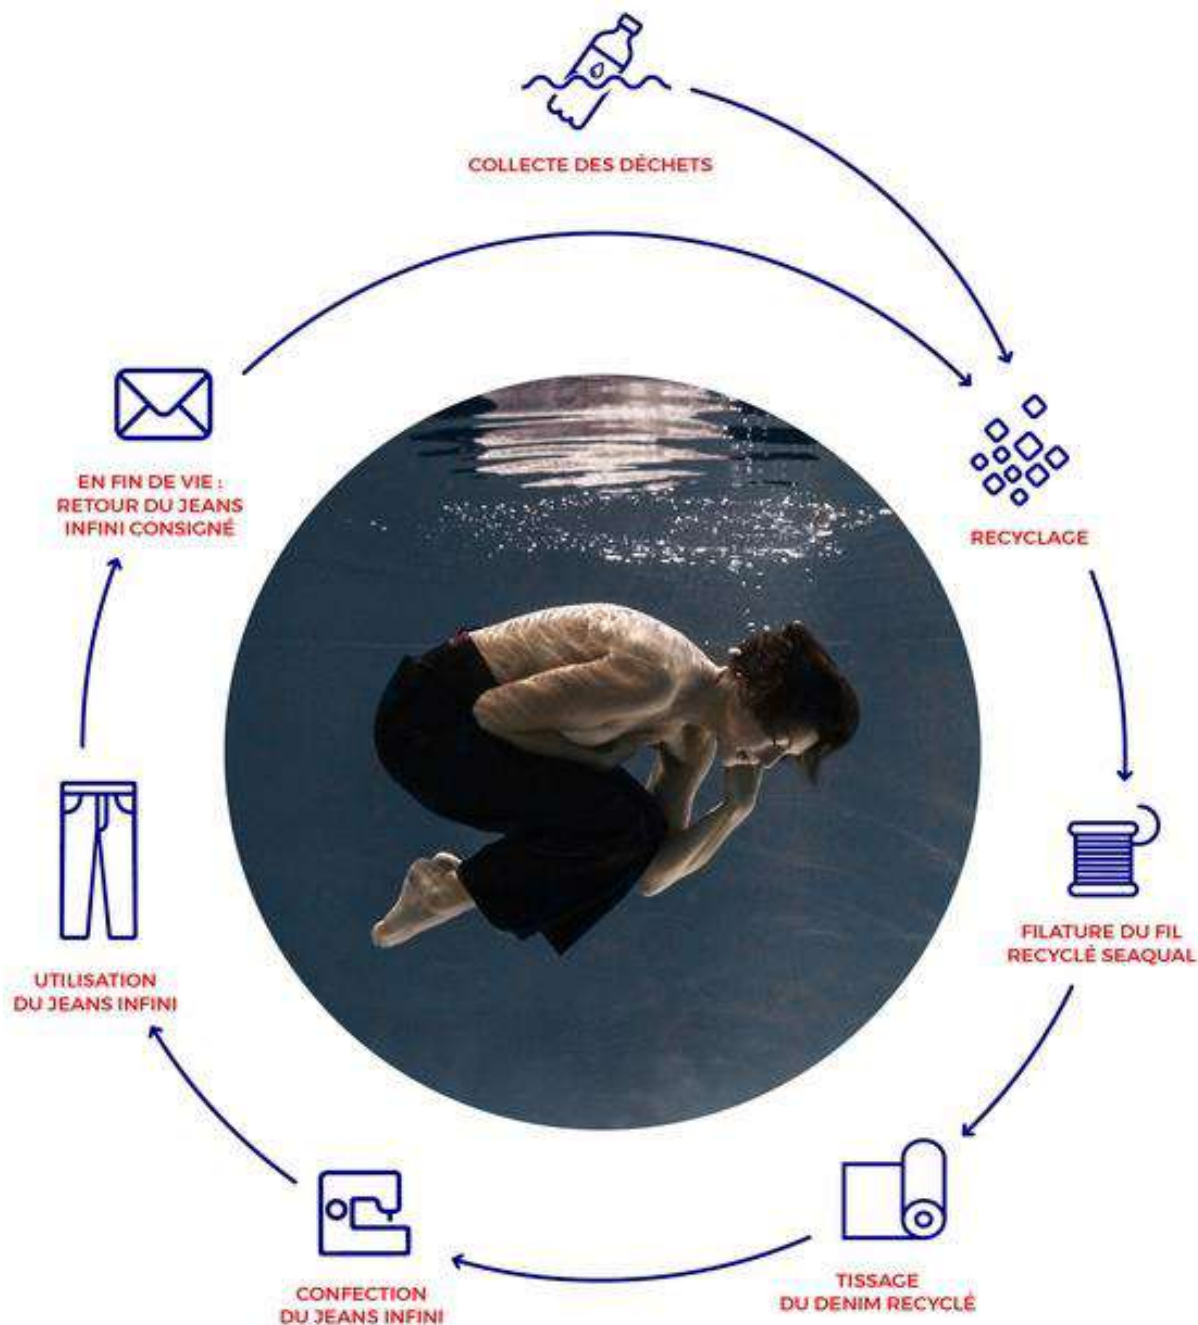 COLLECTE DES DÉCHETS
RECYCLAGE
FILATURE DU FIL
RECYCLÉ SEAQUAL
TISSAGE
DU DENIM RECYCLÉ
CONFECTION
DU JEANS INFINI
UTILISATION
DU JEANS INFINI
EN FIN DE VIE :
RETOUR DU JEANS
INFINI CONSIGNÉ